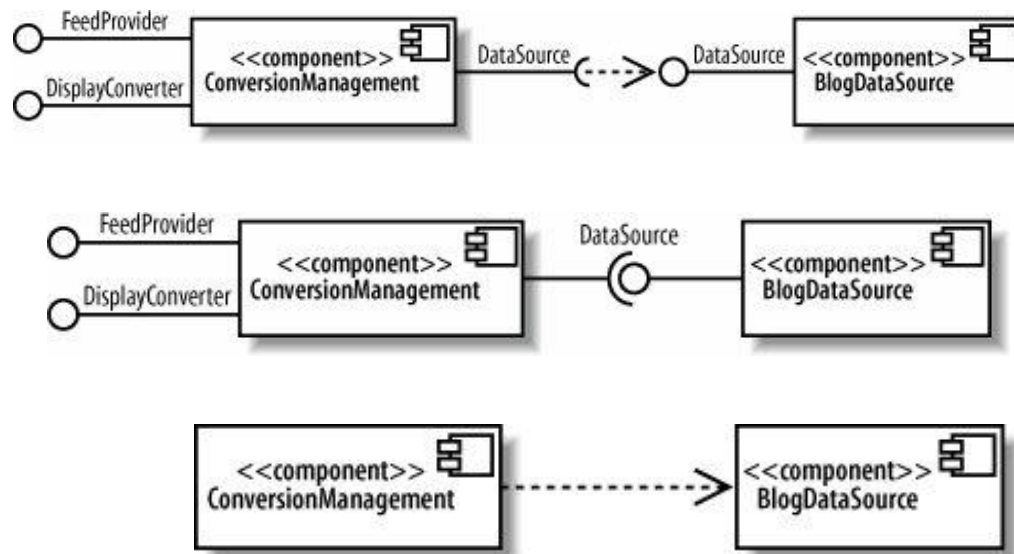 FeedProvider
<<component>>
ConversionManagement
DisplayConverter
DataSource
DataSource
<<component>>
BlogDataSource
FeedProvider
<<component>>
ConversionManagement
DisplayConverter
DataSource
<<component>>
BlogDataSource
<<component>>
ConversionManagement
<<component>>
BlogDataSource